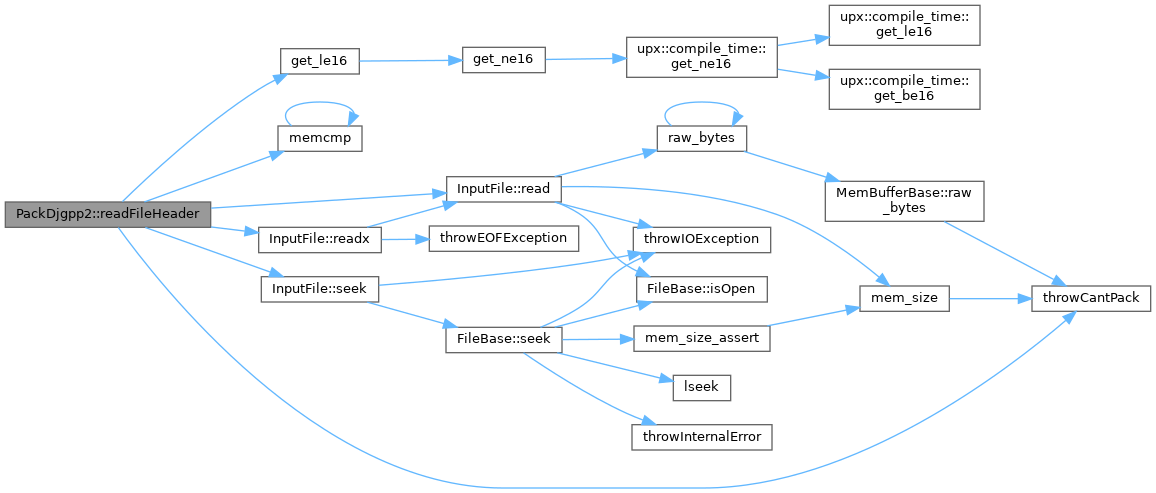 PackDjgpp2::readFileHeader
get_le16
get_ne16
upx::compile_time::
get_ne16
upx::compile_time::
get_le16
upx::compile_time::
get_be16
memcmp
InputFile::read
raw_bytes
MemBufferBase::raw
_bytes
InputFile::readx
throwEOFException
throwIOException
InputFile::seek
FileBase::isOpen
mem_size
throwCantPack
FileBase::seek
mem_size_assert
lseek
throwInternalError